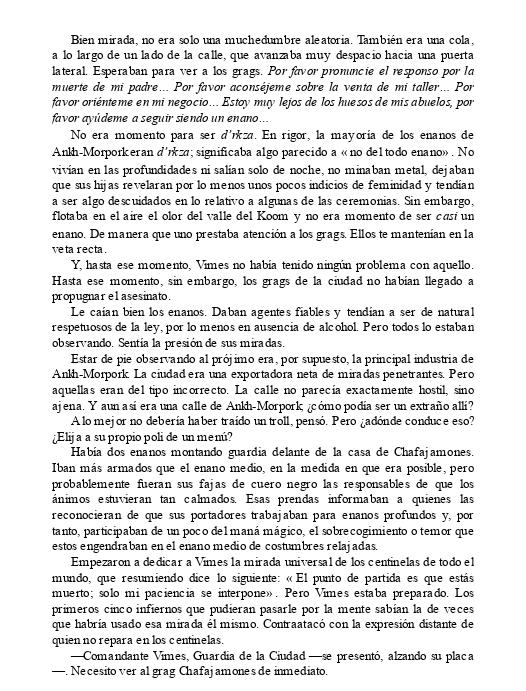 Bien mirada, no era solo una muchedumbre aleatoria. También era una cola,
a lo largo de un lado de la calle, que avanzaba muy despacio hacia una puerta
lateral. Esperaban para ver a los grags. Por favor pronuncie el responso por la
muerte de mi padre… Por favor aconséjeme sobre la venta de mi taller… Por
favor oriénteme en mi negocio… Estoy muy lejos de los huesos de mis abuelos, por
favor ayúdeme a seguir siendo un enano…
No era momento para ser d’rkza. En rigor, la mayoría de los enanos de
Ankh-Morporkeran d’rkza; significaba algo parecido a «no del todo enano». No
vivían en las profundidades ni salían solo de noche, no minaban metal, dejaban
que sus hijas revelaran por lo menos unos pocos indicios de feminidad y tendían
a ser algo descuidados en lo relativo a algunas de las ceremonias. Sin embargo,
flotaba en el aire el olor del valle del Koom y no era momento de ser casi un
enano. De manera que uno prestaba atención a los grags. Ellos te mantenían en la
veta recta.
Y, hasta ese momento, Vimes no había tenido ningún problema con aquello.
Hasta ese momento, sin embargo, los grags de la ciudad no habían llegado a
propugnar el asesinato.
Le caían bien los enanos. Daban agentes fiables y tendían a ser de natural
respetuosos de la ley, por lo menos en ausencia de alcohol. Pero todos lo estaban
observando. Sentía la presión de sus miradas.
Estar de pie observando al prójimo era, por supuesto, la principal industria de
Ankh-Morpork. La ciudad era una exportadora neta de miradas penetrantes. Pero
aquellas eran del tipo incorrecto. La calle no parecía exactamente hostil, sino
ajena. Y aun así era una calle de Ankh-Morpork; ¿cómo podía ser un extraño allí?
A lo mejor no debería haber traído un troll, pensó. Pero ¿adónde conduce eso?
¿Elija a su propio poli de un menú?
Había dos enanos montando guardia delante de la casa de Chafajamones.
Iban más armados que el enano medio, en la medida en que era posible, pero
probablemente fueran sus fajas de cuero negro las responsables de que los
ánimos estuvieran tan calmados. Esas prendas informaban a quienes las
reconocieran de que sus portadores trabajaban para enanos profundos y, por
tanto, participaban de un poco del maná mágico, el sobrecogimiento o temor que
estos engendraban en el enano medio de costumbres relajadas.
Empezaron a dedicar a Vimes la mirada universal de los centinelas de todo el
mundo, que resumiendo dice lo siguiente: «El punto de partida es que estás
muerto; solo mi paciencia se interpone». Pero Vimes estaba preparado. Los
primeros cinco infiernos que pudieran pasarle por la mente sabían la de veces
que habría usado esa mirada él mismo. Contraatacó con la expresión distante de
quien no repara en los centinelas.
—Comandante Vimes, Guardia de la Ciudad —se presentó, alzando su placa
—. Necesito ver al grag Chafajamones de inmediato.